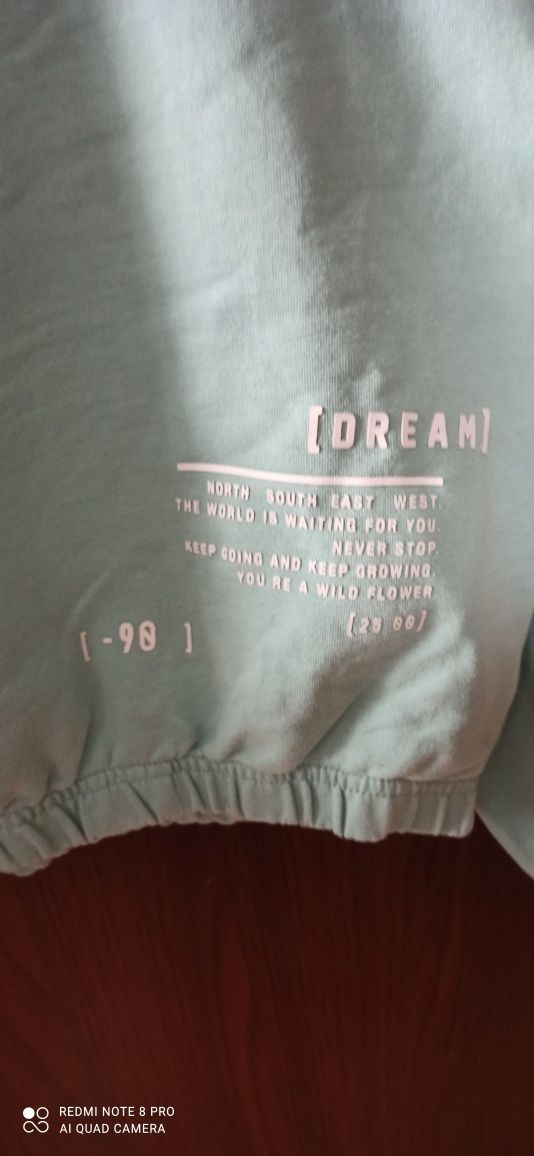 [DREAM]
NORTH SOUTH EAST WEST.
THE WORLD IS WAITING FOR YOU.
NEVER STOP.
KEEP GOING AND KEEP GROWING.
YOU RE A WILD FLOWER
[25 00]
[ -90 ]
REDMI NOTE 8 PRO
AI QUAD CAMERA